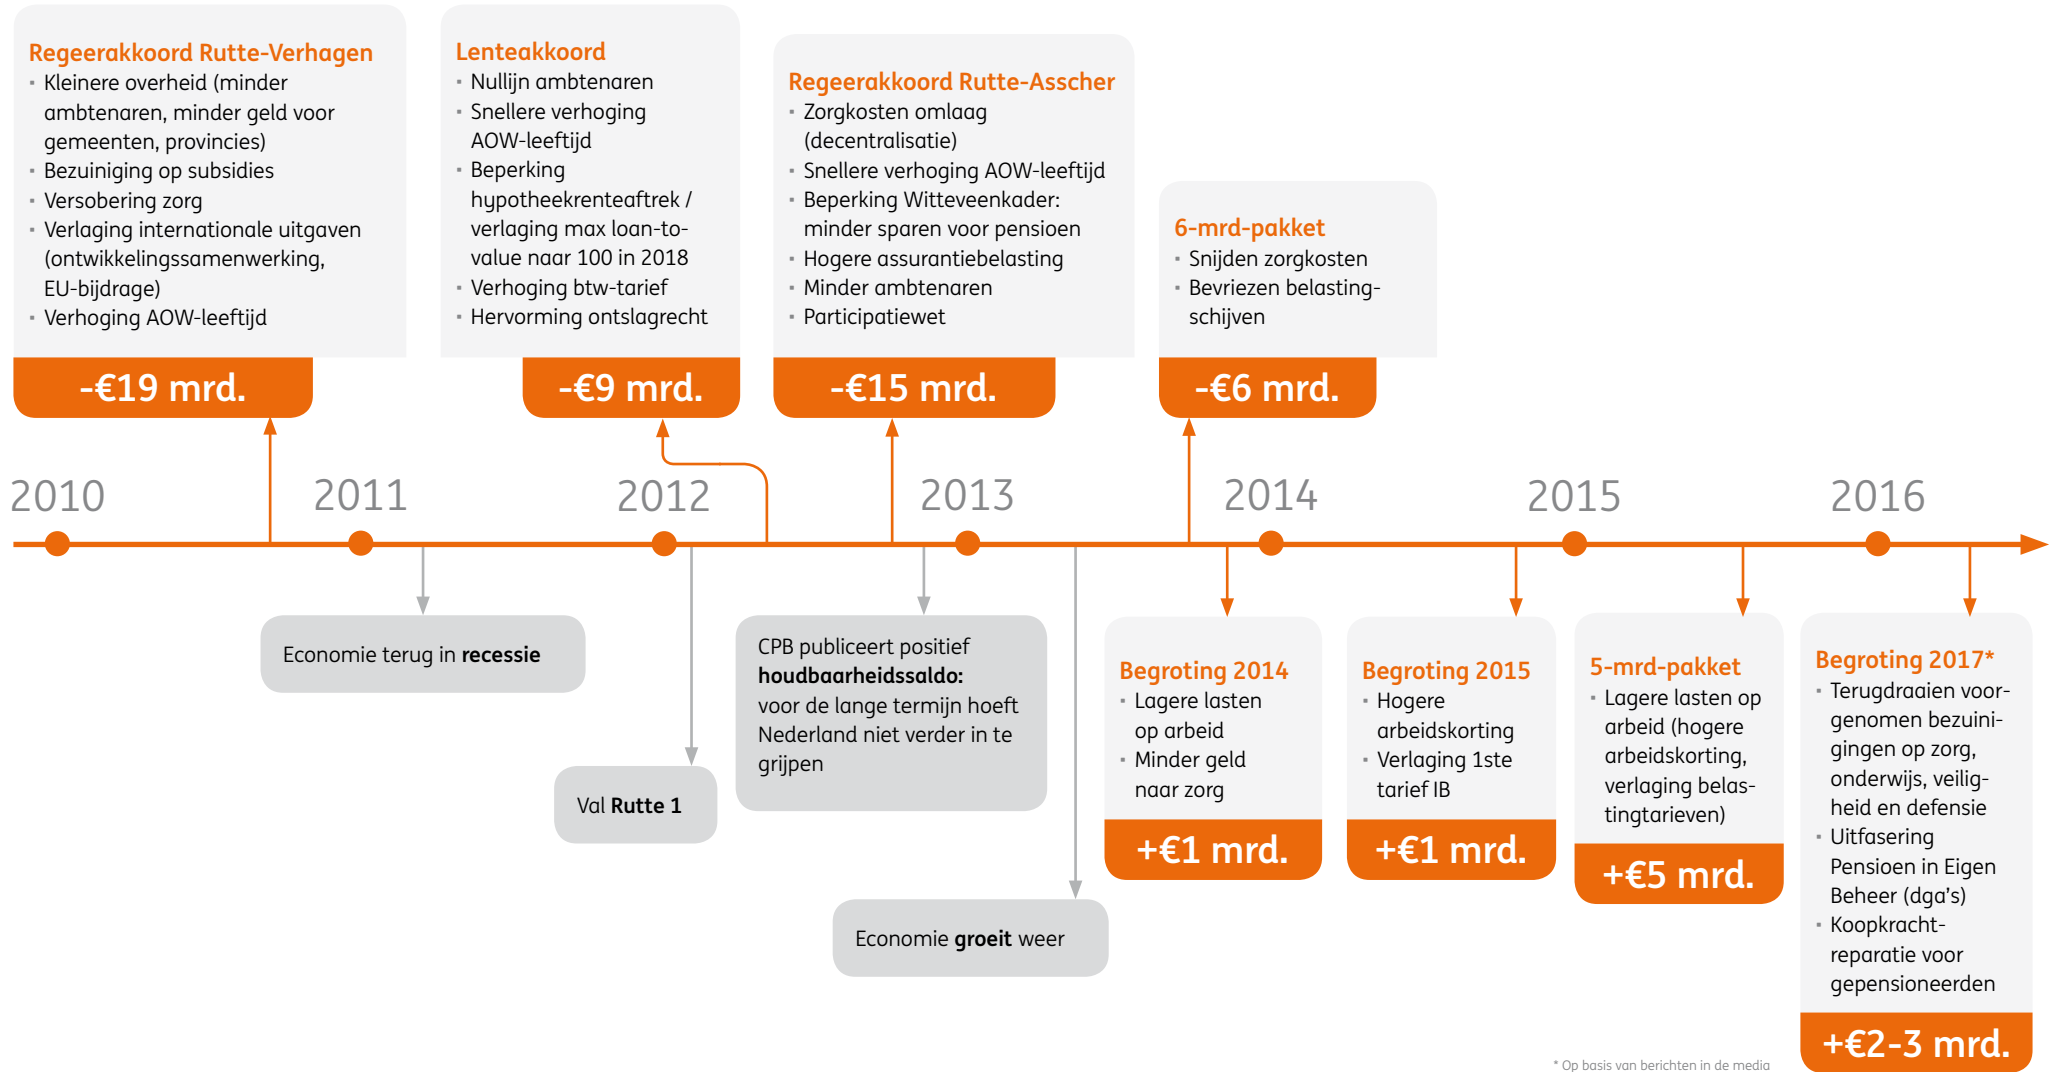 Regeerakkoord Rutte-Verhagen
· Kleinere overheid (minder
ambtenaren, minder geld voor
gemeenten, provincies)
· Bezuiniging op subsidies
· Versobering zorg
· Verlaging internationale uitgaven
(ontwikkelingssamenwerking,
EU-bijdrage)
· Verhoging AOW-leeftijd
-€19 mrd.
Lenteakkoord
· Nullijn ambtenaren
· Snellere verhoging
AOW-leeftijd
· Beperking
hypotheekrenteaftrek /
verlaging max loan-to-
value naar 100 in 2018
· Verhoging btw-tarief
· Hervorming ontslagrecht
-€9 mrd.
Regeerakkoord Rutte-Asscher
· Zorgkosten omlaag
(decentralisatie)
· Snellere verhoging AOW-leeftijd
· Beperking Witteveenkader:
minder sparen voor pensioen
· Hogere assurantiebelasting
· Minder ambtenaren
· Participatiewet
-€15 mrd.
6-mrd-pakket
· Snijden zorgkosten
· Bevriezen belasting-
schijven
-€6 mrd.
2010
2011
2012
2013
2014
2015
2016
Economie terug in recessie
Val Rutte 1
CPB publiceert positief
houdbaarheidssaldo:
voor de lange termijn hoeft
Nederland niet verder in te
grijpen
Economie groeit weer
Begroting 2014
· Lagere lasten
op arbeid
· Minder geld
naar zorg
+€1 mrd.
Begroting 2015
· Hogere
arbeidskorting
· Verlaging 1ste
tarief IB
+€1 mrd.
5-mrd-pakket
· Lagere lasten op
arbeid (hogere
arbeidskorting,
verlaging belas-
tingtarieven)
+€5 mrd.
Begroting 2017*
· Terugdraaien voor-
genomen bezuini-
gingen op zorg,
onderwijs, veilig-
heid en defensie
· Uitfasering
Pensioen in Eigen
Beheer (dga's)
· Koopkracht-
reparatie voor
gepensioneerden
+€2-3 mrd.
* Op basis van berichten in de media